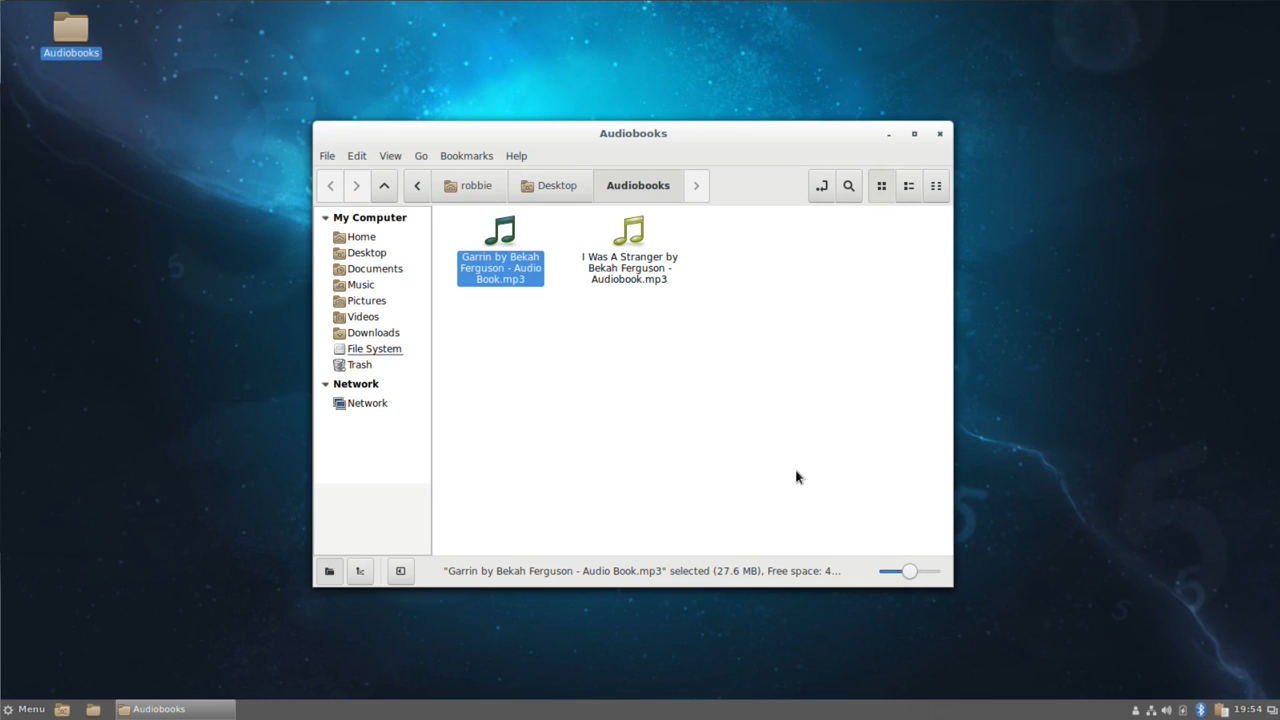 Audiobooks
Audiobooks
File Edit View Go Bookmarks Help
robbie Desktop Audiobooks
My Computer
Home
Desktop
Documents
Music
Pictures
Videos
Downloads
File System
Trash
Network
Network
Garrin by Bekah
Ferguson - Audio
Book.mp3
I Was A Stranger by
Bekah Ferguson -
Audiobook.mp3
"Garrin by Bekah Ferguson - Audio Book.mp3" selected (27.6 MB), Free space: 4...
Menu Audiobooks 19:54